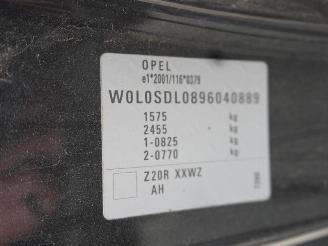 OPEL
e1*2001/116*0379
W0L0SDL0896040889
1575 kg
2455 kg
1-0825 kg
2-0770 kg
Z20R XXWZ
AH